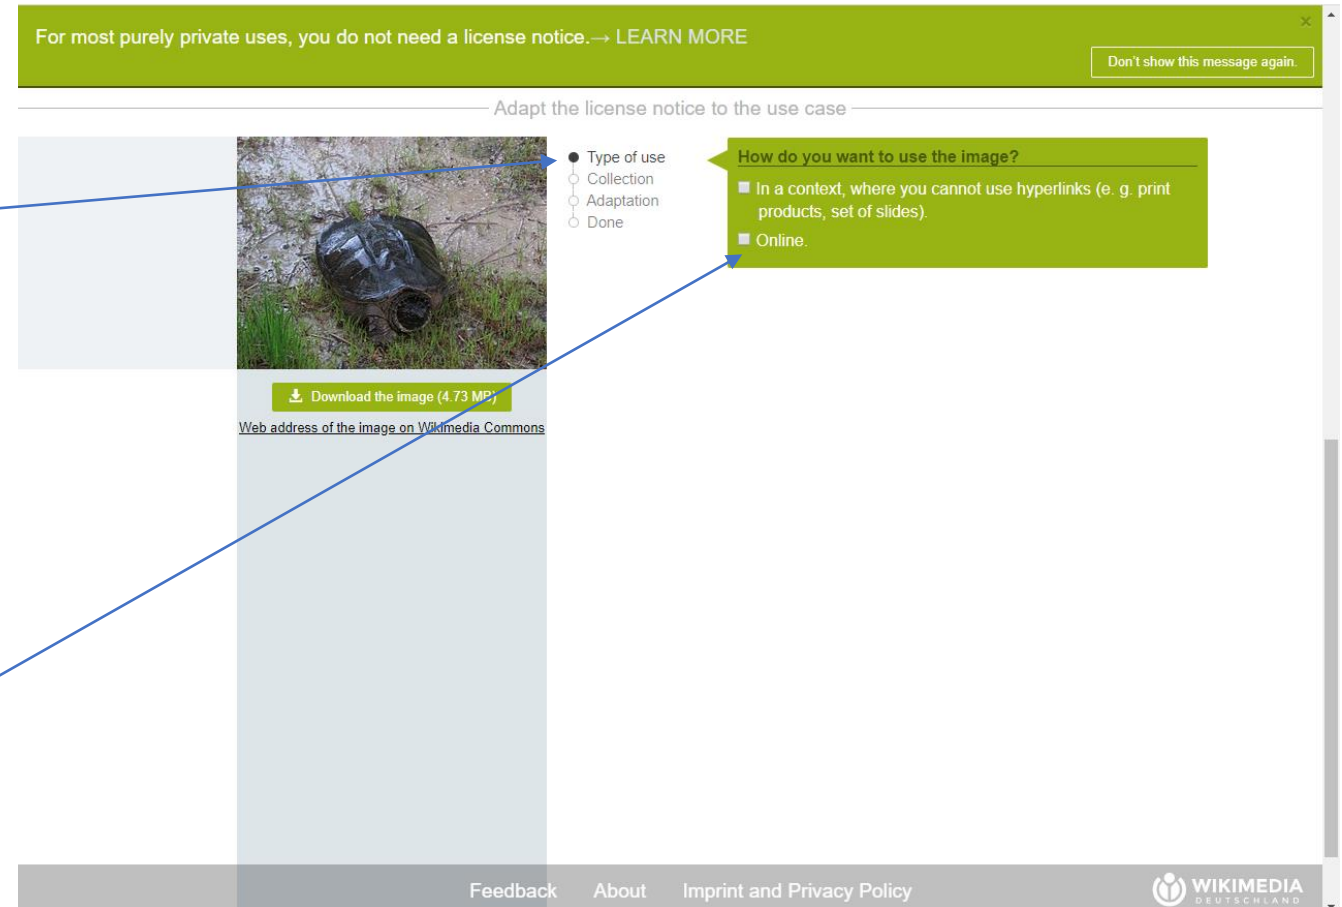 ×
For most purely private uses, you do not need a license notice.→ LEARN MORE
Don't show this message again.
Adapt the license notice to the use case
Type of use
Collection
Adaptation
Done
How do you want to use the image?
In a context, where you cannot use hyperlinks (e. g. print
products, set of slides).
Online.
Download the image (4.73 MB)
Web address of the image on Wikimedia Commons
Feedback About Imprint and Privacy Policy
WIKIMEDIA
DEUTSCHLAND